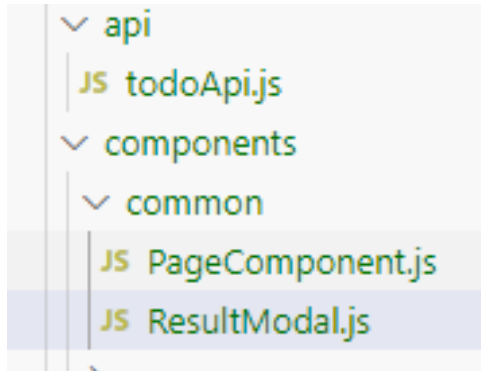 api
JS todoApi.js
components
common
JS PageComponent.js
JS ResultModal.js